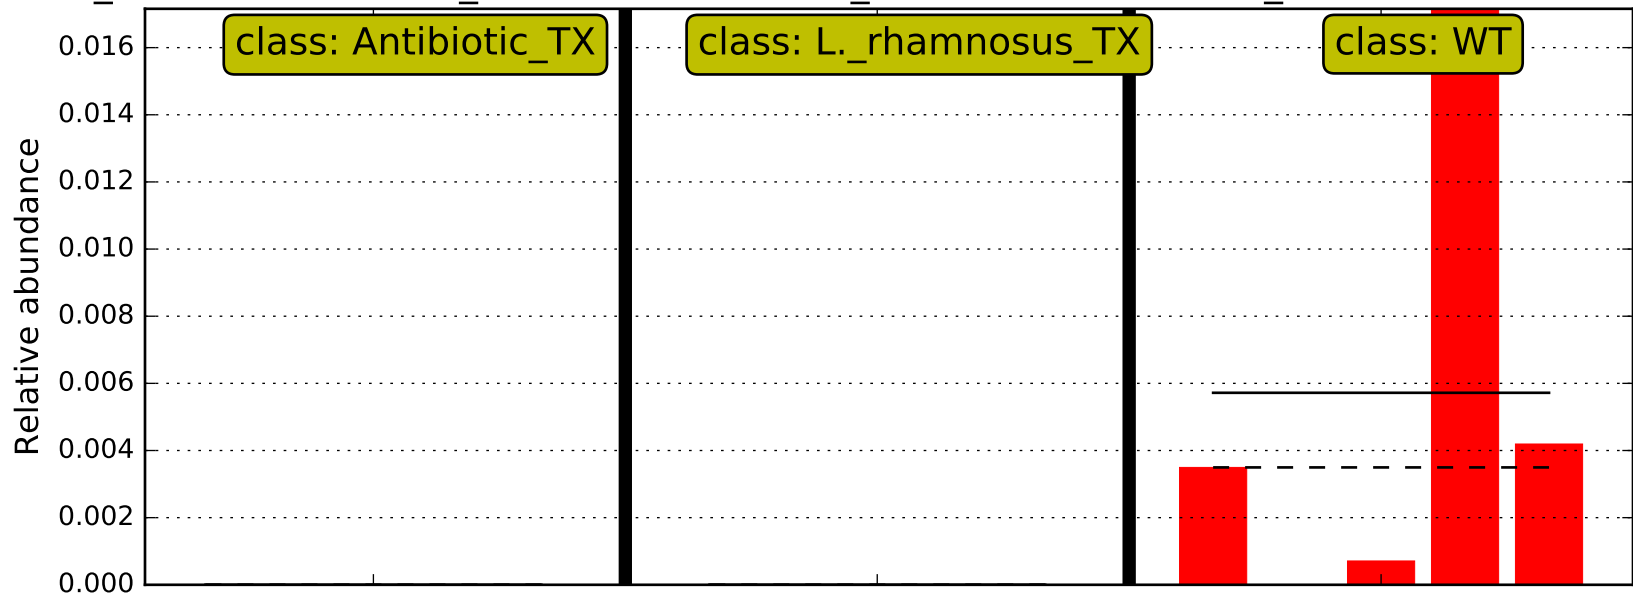 class: Antibiotic_TX
class: L._rhamnosus_TX
class: WT
Relative abundance
0.016
0.014
0.012
0.010
0.008
0.006
0.004
0.002
0.000